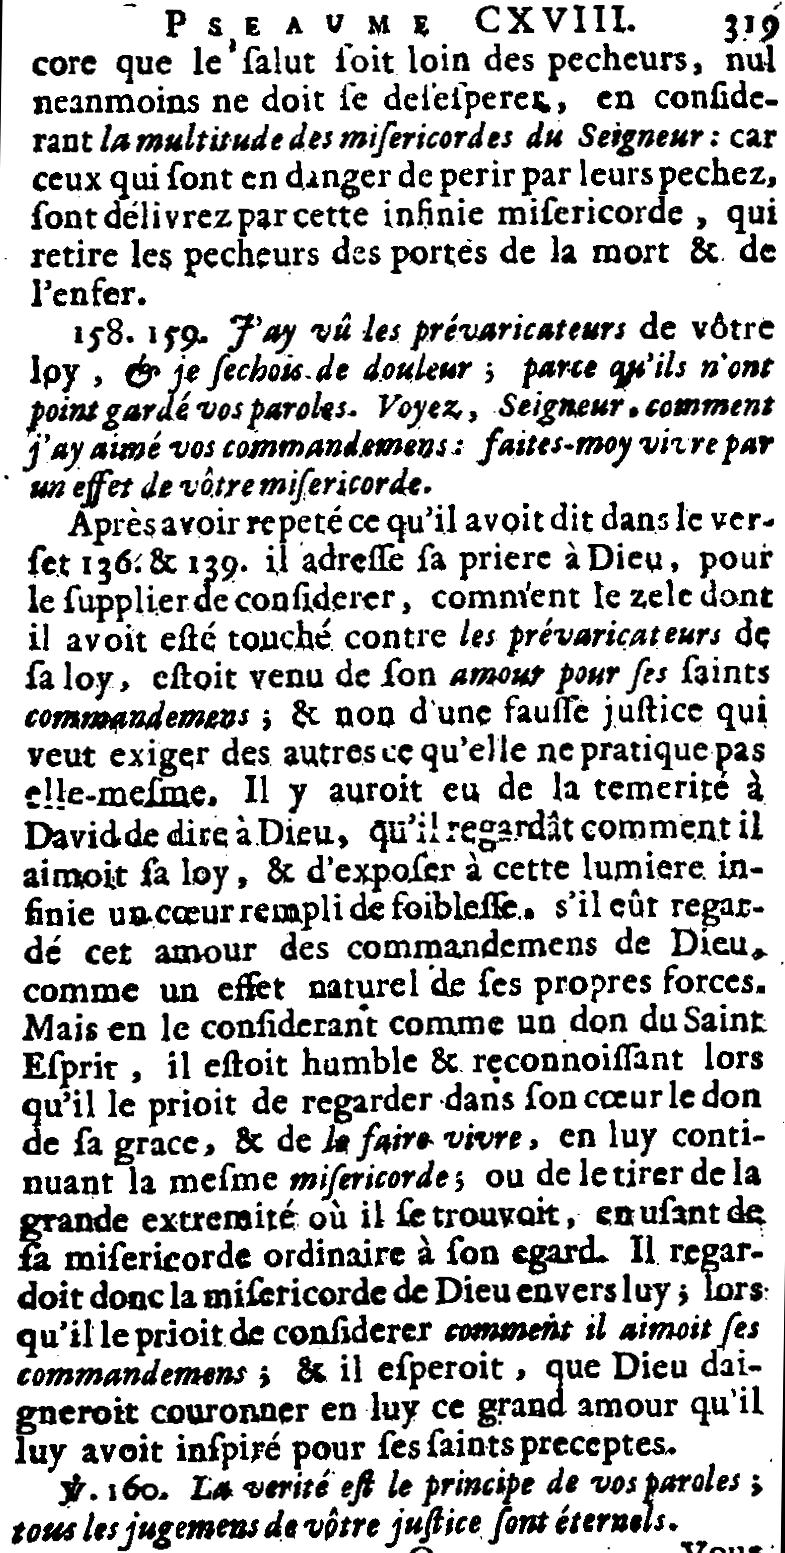 PSEAUME CXVIII. 319
core que le ſalut ſoit loin des pecheurs, nul
neanmoins ne doit ſe deſeſperer, en conſide-
rant la multitude des miſericordes du Seigneur : car
ceux qui ſont en danger de perir par leurs pechez,
ſont délivrez par cette infinie miſericorde, qui
retire les pecheurs des portes de la mort & de
l'enfer.
158. 159. J'ay vû les prévaricateurs de vôtre
loy, & je ſechois de douleur ; parce qu'ils n'ont
point gardé vos paroles. Voyez, Seigneur, comment
j'ay aimé vos commandemens : faites-moy vivre par
un effet de vôtre miſericorde.
Après avoir repeté ce qu'il avoit dit dans le ver-
ſet 136. & 139. il adreſſe ſa priere à Dieu, pour
le ſupplier de conſiderer, comment le zele dont
il avoit eſté touché contre les prévaricateurs de
ſa loy, eſtoit venu de ſon amour pour ſes ſaints
commandemens ; & non d'une fauſſe juſtice qui
veut exiger des autres ce qu'elle ne pratique pas
elle-meſme. Il y auroit eu de la temerité à
David de dire à Dieu, qu'il regardât comment il
aimoit ſa loy, & d'expoſer à cette lumiere in-
finie un cœur rempli de foibleſſe, s'il eût regar-
dé cet amour des commandemens de Dieu,
comme un effet naturel de ſes propres forces.
Mais en le conſiderant comme un don du Saint
Eſprit, il eſtoit humble & reconnoiſſant lors
qu'il le prioit de regarder dans ſon cœur le don
de ſa grace, & de le faire vivre, en luy conti-
nuant la meſme miſericorde ; ou de le tirer de la
grande extremité où il ſe trouvoit, en uſant de
ſa miſericorde ordinaire à ſon egard. Il regar-
doit donc la miſericorde de Dieu envers luy ; lors
qu'il le prioit de conſiderer comment il aimoit ſes
commandemens ; & il eſperoit, que Dieu dai-
gneroit couronner en luy ce grand amour qu'il
luy avoit inſpiré pour ſes ſaints preceptes.
℣. 160. La verité eſt le principe de vos paroles ;
tous les jugemens de vôtre juſtice ſont éternels.